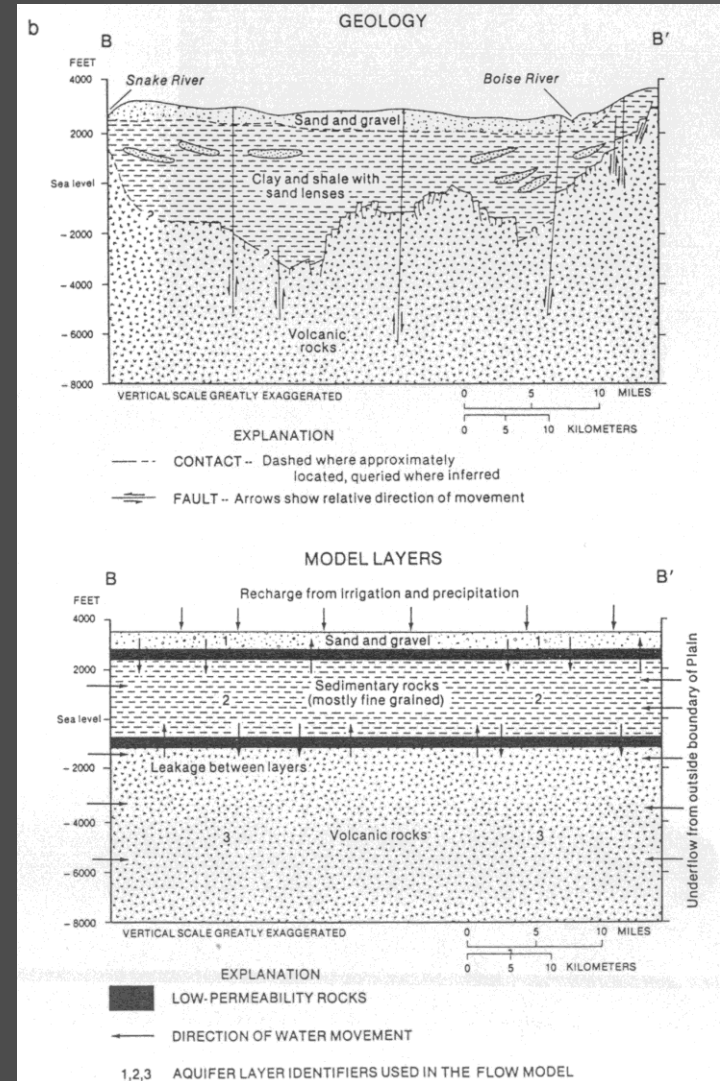 b
GEOLOGY
B
B'
FEET
4000
Snake River
Boise River
Sand and gravel
2000
Clay and shale with
sand lenses
Sea level
?
– 2000
?
?
– 4000
– 6000
Volcanic
rocks
– 8000
VERTICAL SCALE GREATLY EXAGGERATED
0 5 10 MILES
0 5 10 KILOMETERS
EXPLANATION
CONTACT -- Dashed where approximately
located, queried where inferred
FAULT -- Arrows show relative direction of movement
MODEL LAYERS
B
B'
FEET
Recharge from irrigation and precipitation
4000
1 Sand and gravel 1
2000
Sedimentary rocks
2 (mostly fine grained) 2
Sea level
– 2000
Leakage between layers
– 4000
3 Volcanic rocks 3
– 6000
– 8000
Underflow from outside boundary of Plain
VERTICAL SCALE GREATLY EXAGGERATED
0 5 10 MILES
0 5 10 KILOMETERS
EXPLANATION
LOW-PERMEABILITY ROCKS
DIRECTION OF WATER MOVEMENT
1,2,3 AQUIFER LAYER IDENTIFIERS USED IN THE FLOW MODEL